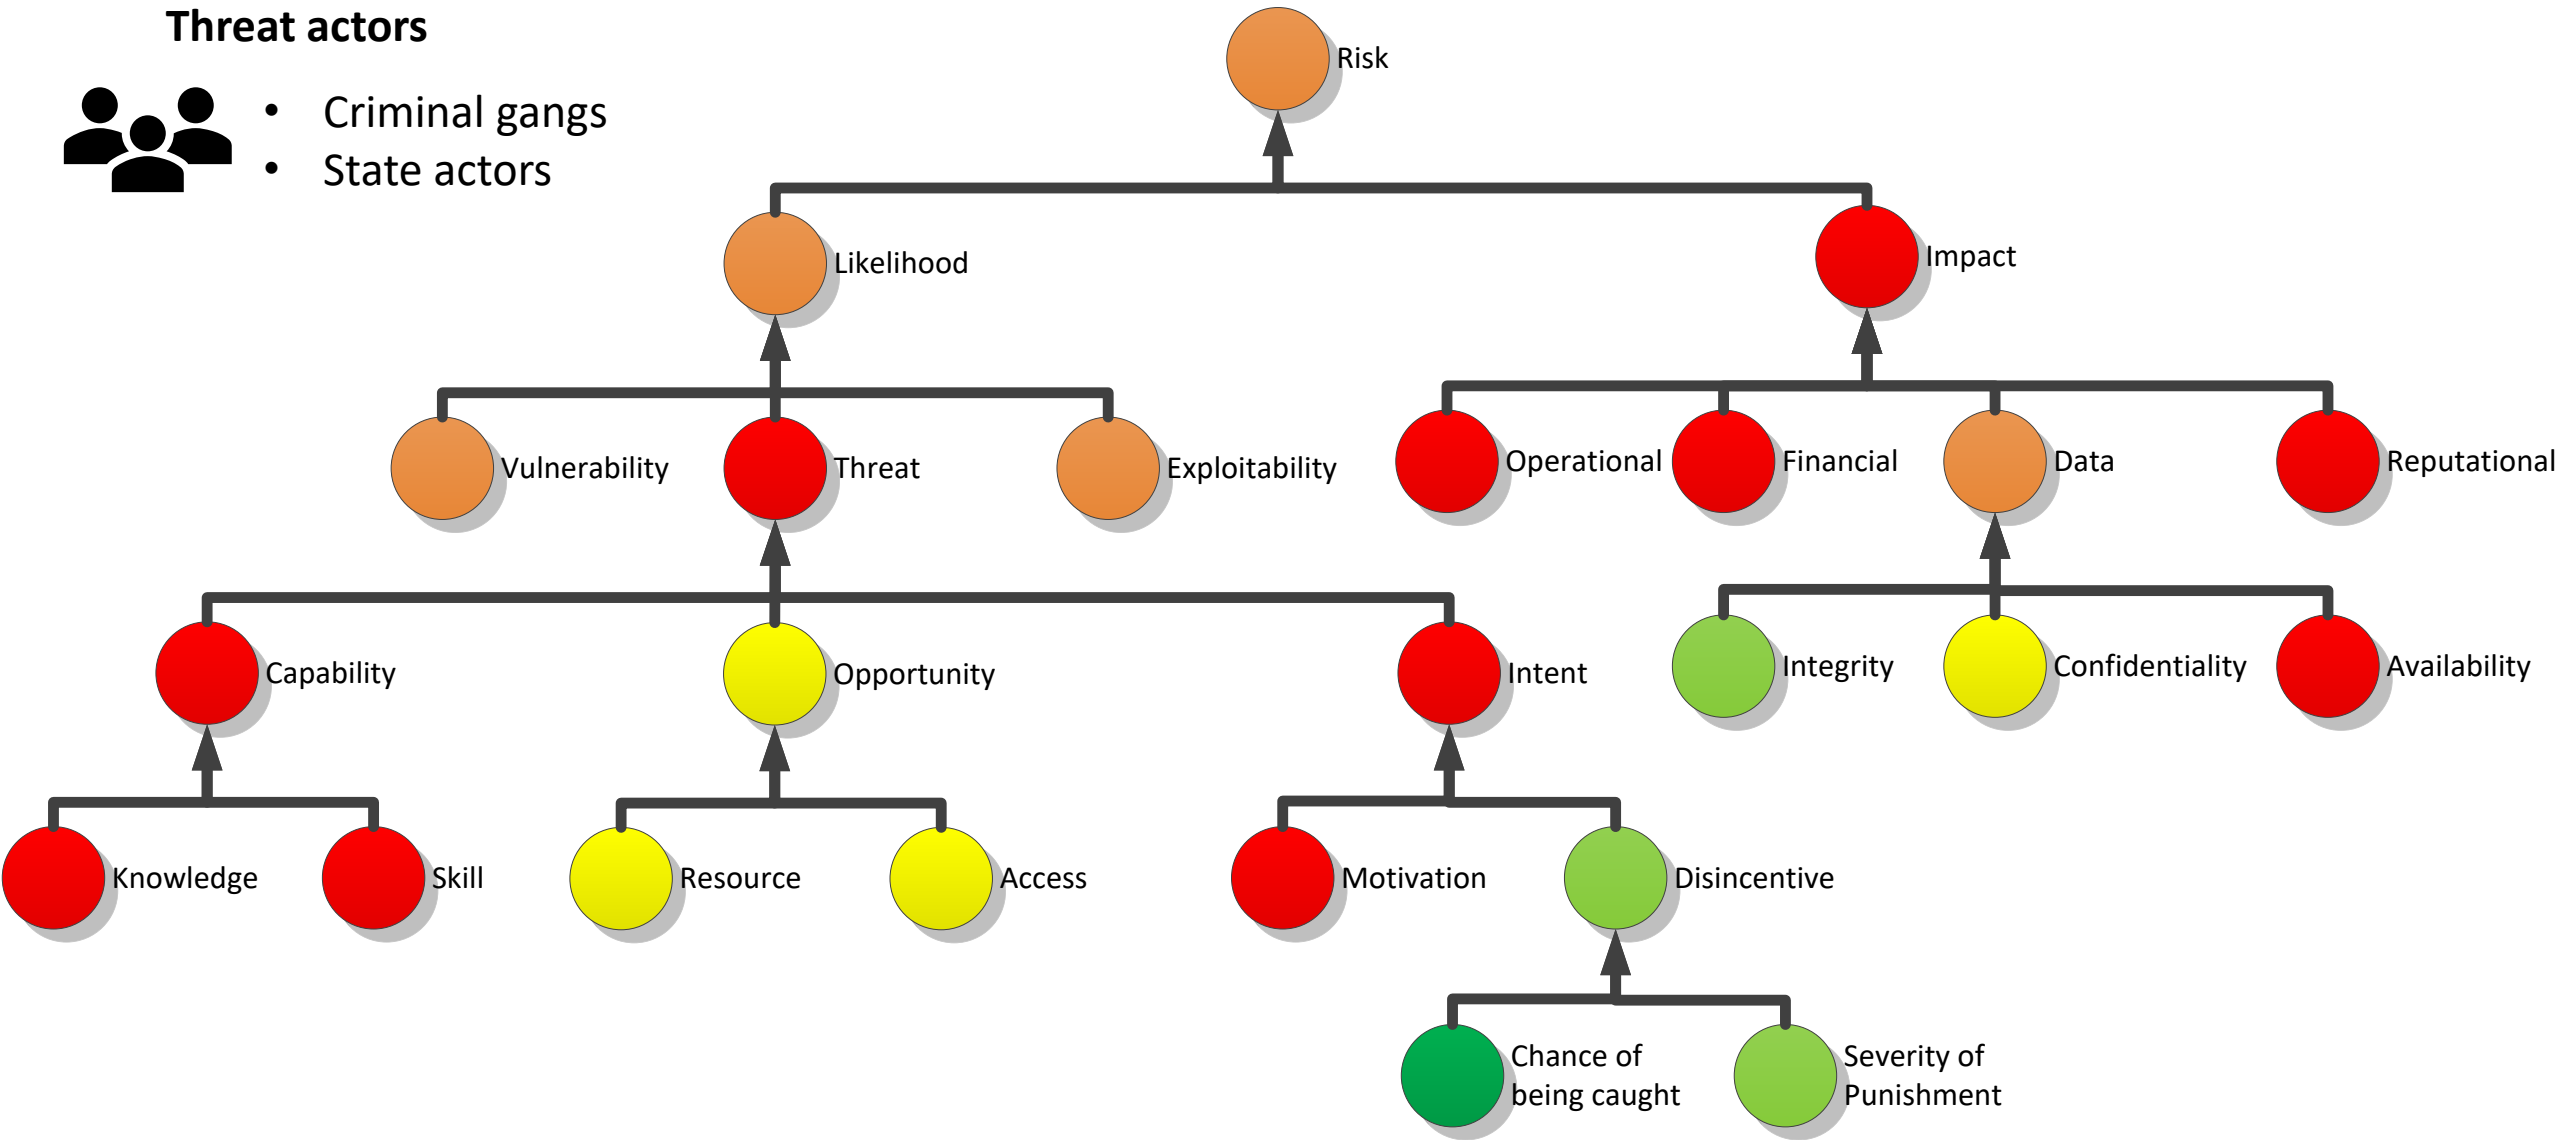 Threat actors
• Criminal gangs
• State actors
Risk
Likelihood
Impact
Vulnerability
Threat
Exploitability
Operational
Financial
Data
Reputational
Capability
Opportunity
Intent
Integrity
Confidentiality
Availability
Knowledge
Skill
Resource
Access
Motivation
Disincentive
Chance of
being caught
Severity of
Punishment